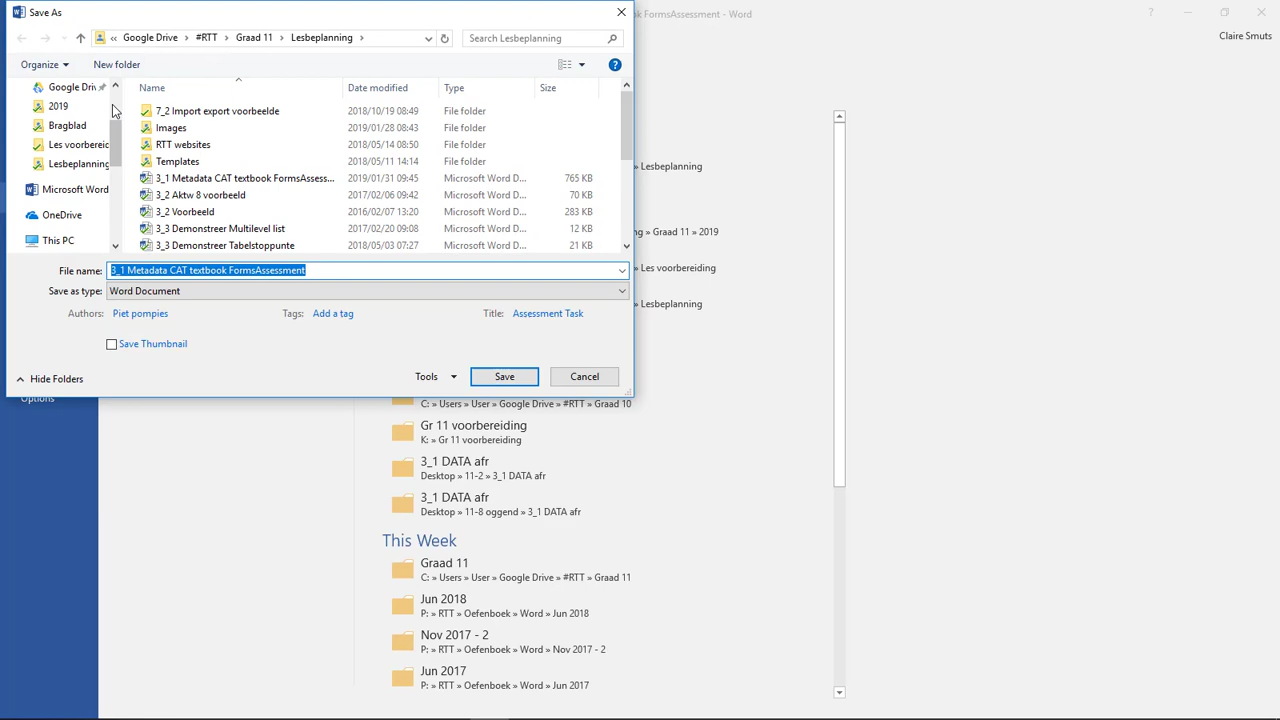 Save As
k FormsAssessment - Word
?
Claire Smuts
« Google Drive › #RTT › Graad 11 › Lesbeplanning ›
Search Lesbeplanning
Organize
New folder
Google Driv
2019
Bragblad
Les voorbereic
Lesbeplanning
Microsoft Word
OneDrive
This PC
Name Date modified Type Size
7_2 Import export voorbeelde 2018/10/19 08:49 File folder
Images 2019/01/28 08:43 File folder
RTT websites 2018/05/14 08:50 File folder
Templates 2018/05/11 14:14 File folder
3_1 Metadata CAT textbook FormsAssess... 2019/01/31 09:45 Microsoft Word D... 765 KB
3_2 Aktw 8 voorbeeld 2017/02/06 09:42 Microsoft Word D... 70 KB
3_2 Voorbeeld 2016/02/07 13:20 Microsoft Word D... 283 KB
3_3 Demonstreer Multilevel list 2017/02/20 09:08 Microsoft Word D... 12 KB
3_3 Demonstreer Tabelstoppunte 2018/05/03 07:27 Microsoft Word D... 21 KB
File name: 3_1 Metadata CAT textbook FormsAssessment
Save as type: Word Document
Authors: Piet pompies Tags: Add a tag Title: Assessment Task
Save Thumbnail
Hide Folders
Tools Save Cancel
» Lesbeplanning
ng » Graad 11 » 2019
» Les voorbereiding
» Lesbeplanning
Options
C: » Users » User » Google Drive » #RTT » Graad 10
Gr 11 voorbereiding
K: » Gr 11 voorbereiding
3_1 DATA afr
Desktop » 11-2 » 3_1 DATA afr
3_1 DATA afr
Desktop » 11-8 oggend » 3_1 DATA afr
This Week
Graad 11
C: » Users » User » Google Drive » #RTT » Graad 11
Jun 2018
P: » RTT » Oefenboek » Word » Jun 2018
Nov 2017 - 2
P: » RTT » Oefenboek » Word » Nov 2017 - 2
Jun 2017
P: » RTT » Oefenboek » Word » Jun 2017